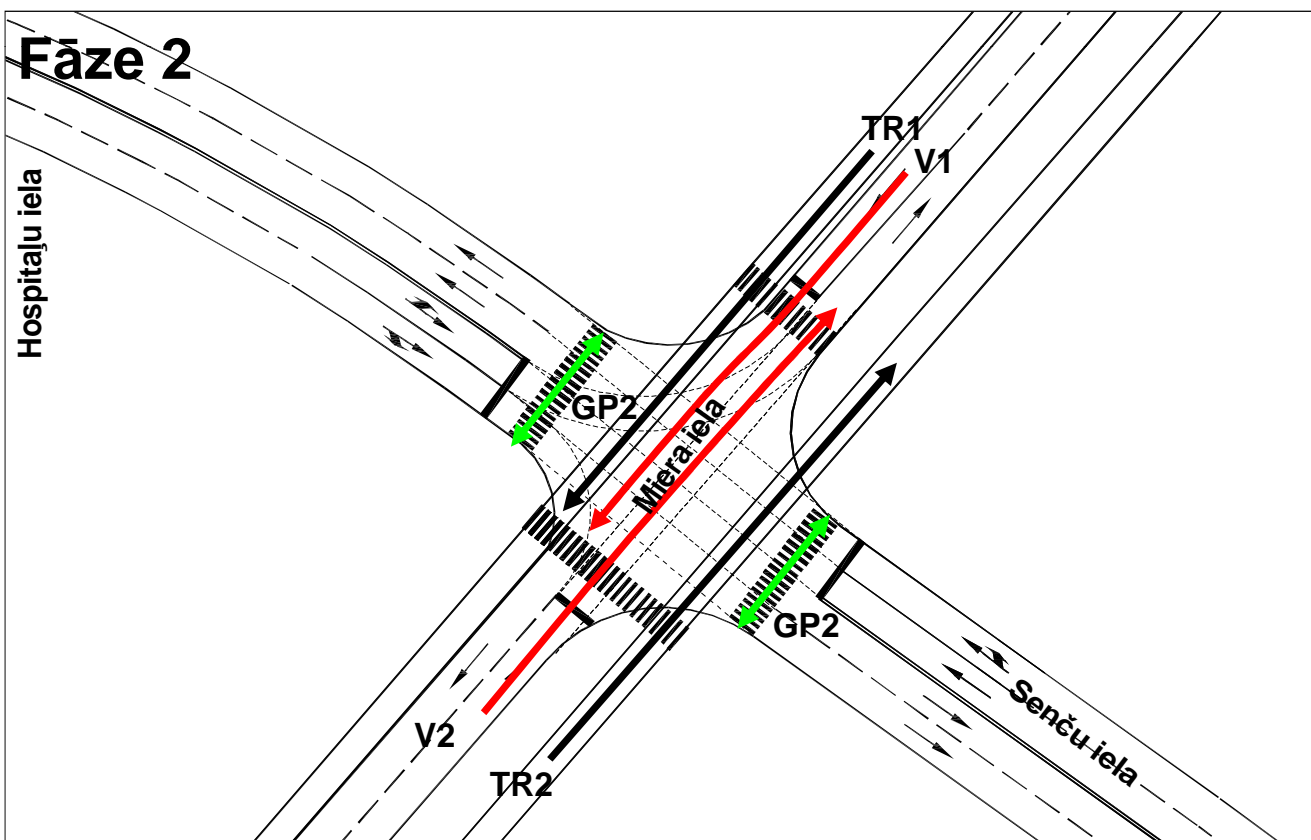 Fāze 2
TR1
V1
Hospitaļu iela
GP2
Miera iela
GP2
Senču iela
V2
TR2